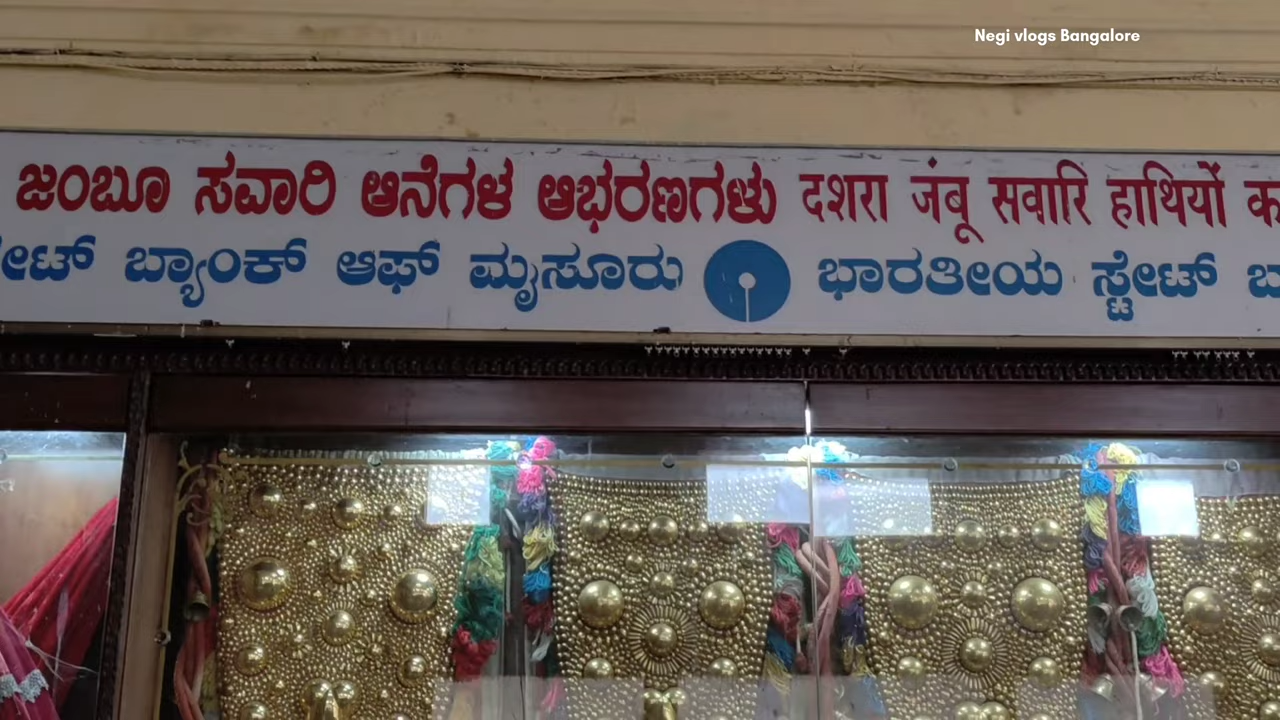 Negi vlogs Bangalore
ಜಂಬೂ ಸವಾರಿ ಆನೆಗಳ ಆಭರಣಗಳು दशरा जंबू सवारि हाथियों
ಬ್ಯಾಂಕ್ ಆಫ್ ಮೈಸೂರು ಭಾರತೀಯ ಸ್ಟೇಟ್